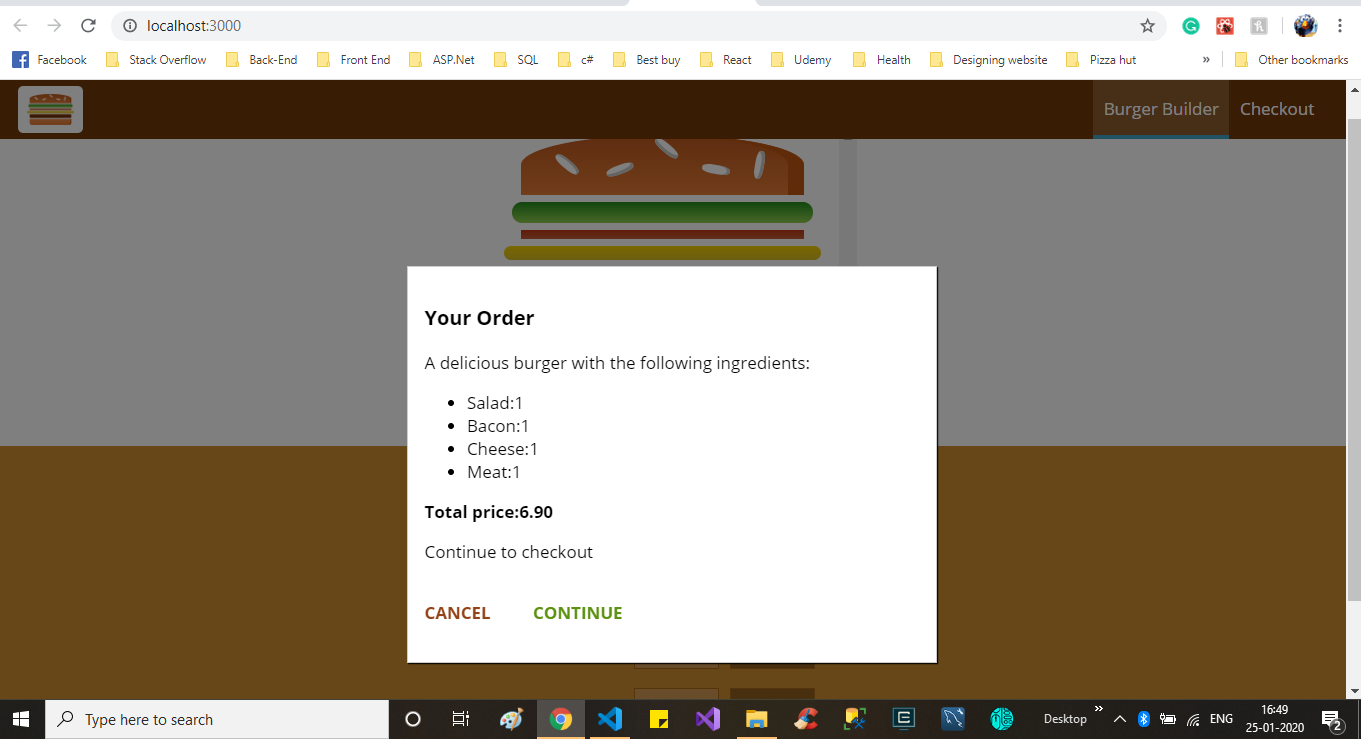 localhost:3000
Facebook Stack Overflow Back-End Front End ASP.Net SQL c# Best buy React Udemy Health Designing website Pizza hut » Other bookmarks
Burger Builder Checkout
Your Order
A delicious burger with the following ingredients:
• Salad:1
• Bacon:1
• Cheese:1
• Meat:1
Total price:6.90
Continue to checkout
CANCEL CONTINUE
Type here to search
Desktop » ENG
16:49
25-01-2020
2